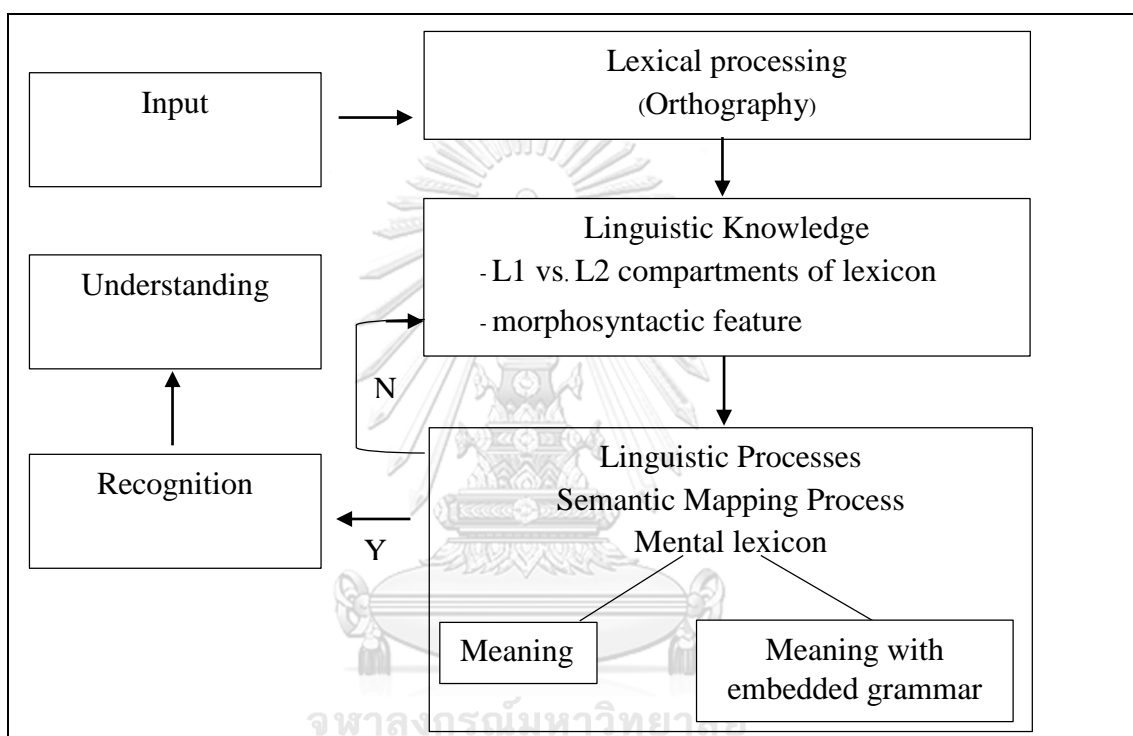 Input
Lexical processing
(Orthography)
Linguistic Knowledge
- L1 vs. L2 compartments of lexicon
- morphosyntactic feature
Understanding
N
Recognition
Y
Linguistic Processes
Semantic Mapping Process
Mental lexicon
Meaning
Meaning with
embedded grammar
จุฬาลงกรณ์มหาวิทยาลัย